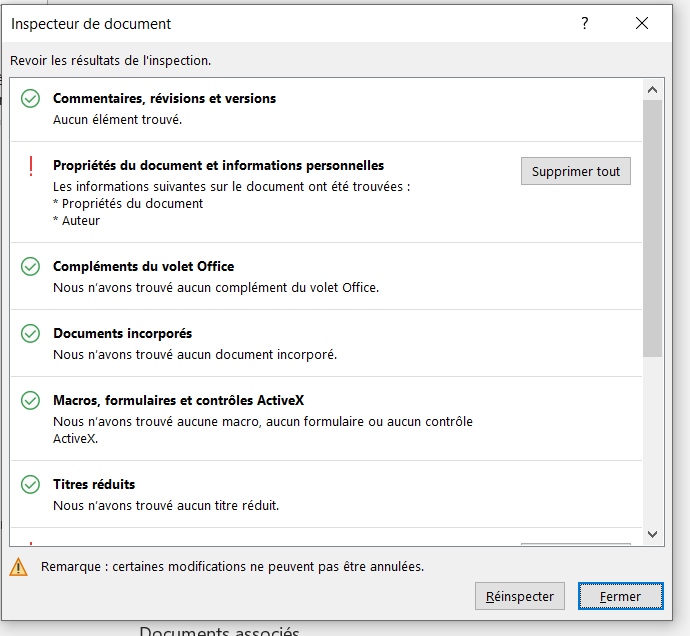 Inspecteur de document
?
Revoir les résultats de l'inspection.
Commentaires, révisions et versions
Aucun élément trouvé.
Propriétés du document et informations personnelles
Supprimer tout
Les informations suivantes sur le document ont été trouvées :
* Propriétés du document
* Auteur
Compléments du volet Office
Nous n'avons trouvé aucun complément du volet Office.
Documents incorporés
Nous n'avons trouvé aucun document incorporé.
Macros, formulaires et contrôles ActiveX
Nous n'avons trouvé aucune macro, aucun formulaire ou aucun contrôle
ActiveX.
Titres réduits
Nous n'avons trouvé aucun titre réduit.
Remarque : certaines modifications ne peuvent pas être annulées.
Réinspecter
Fermer
Documents associés